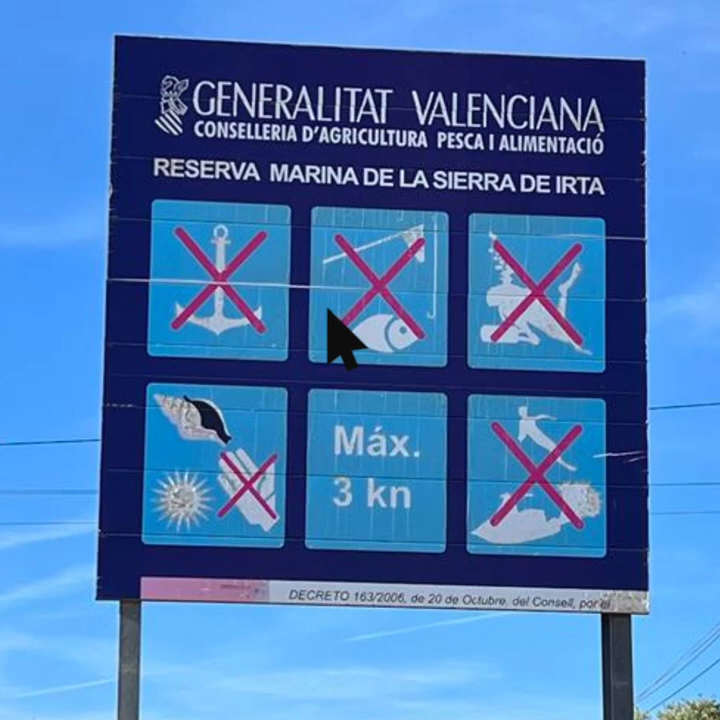 GENERALITAT VALENCIANA
CONSELLERIA D'AGRICULTURA PESCA I ALIMENTACIÓ
RESERVA MARINA DE LA SIERRA DE IRTA
Máx.
3 kn
DECRETO 163/2006, de 20 de Octubre, del Consell, por el